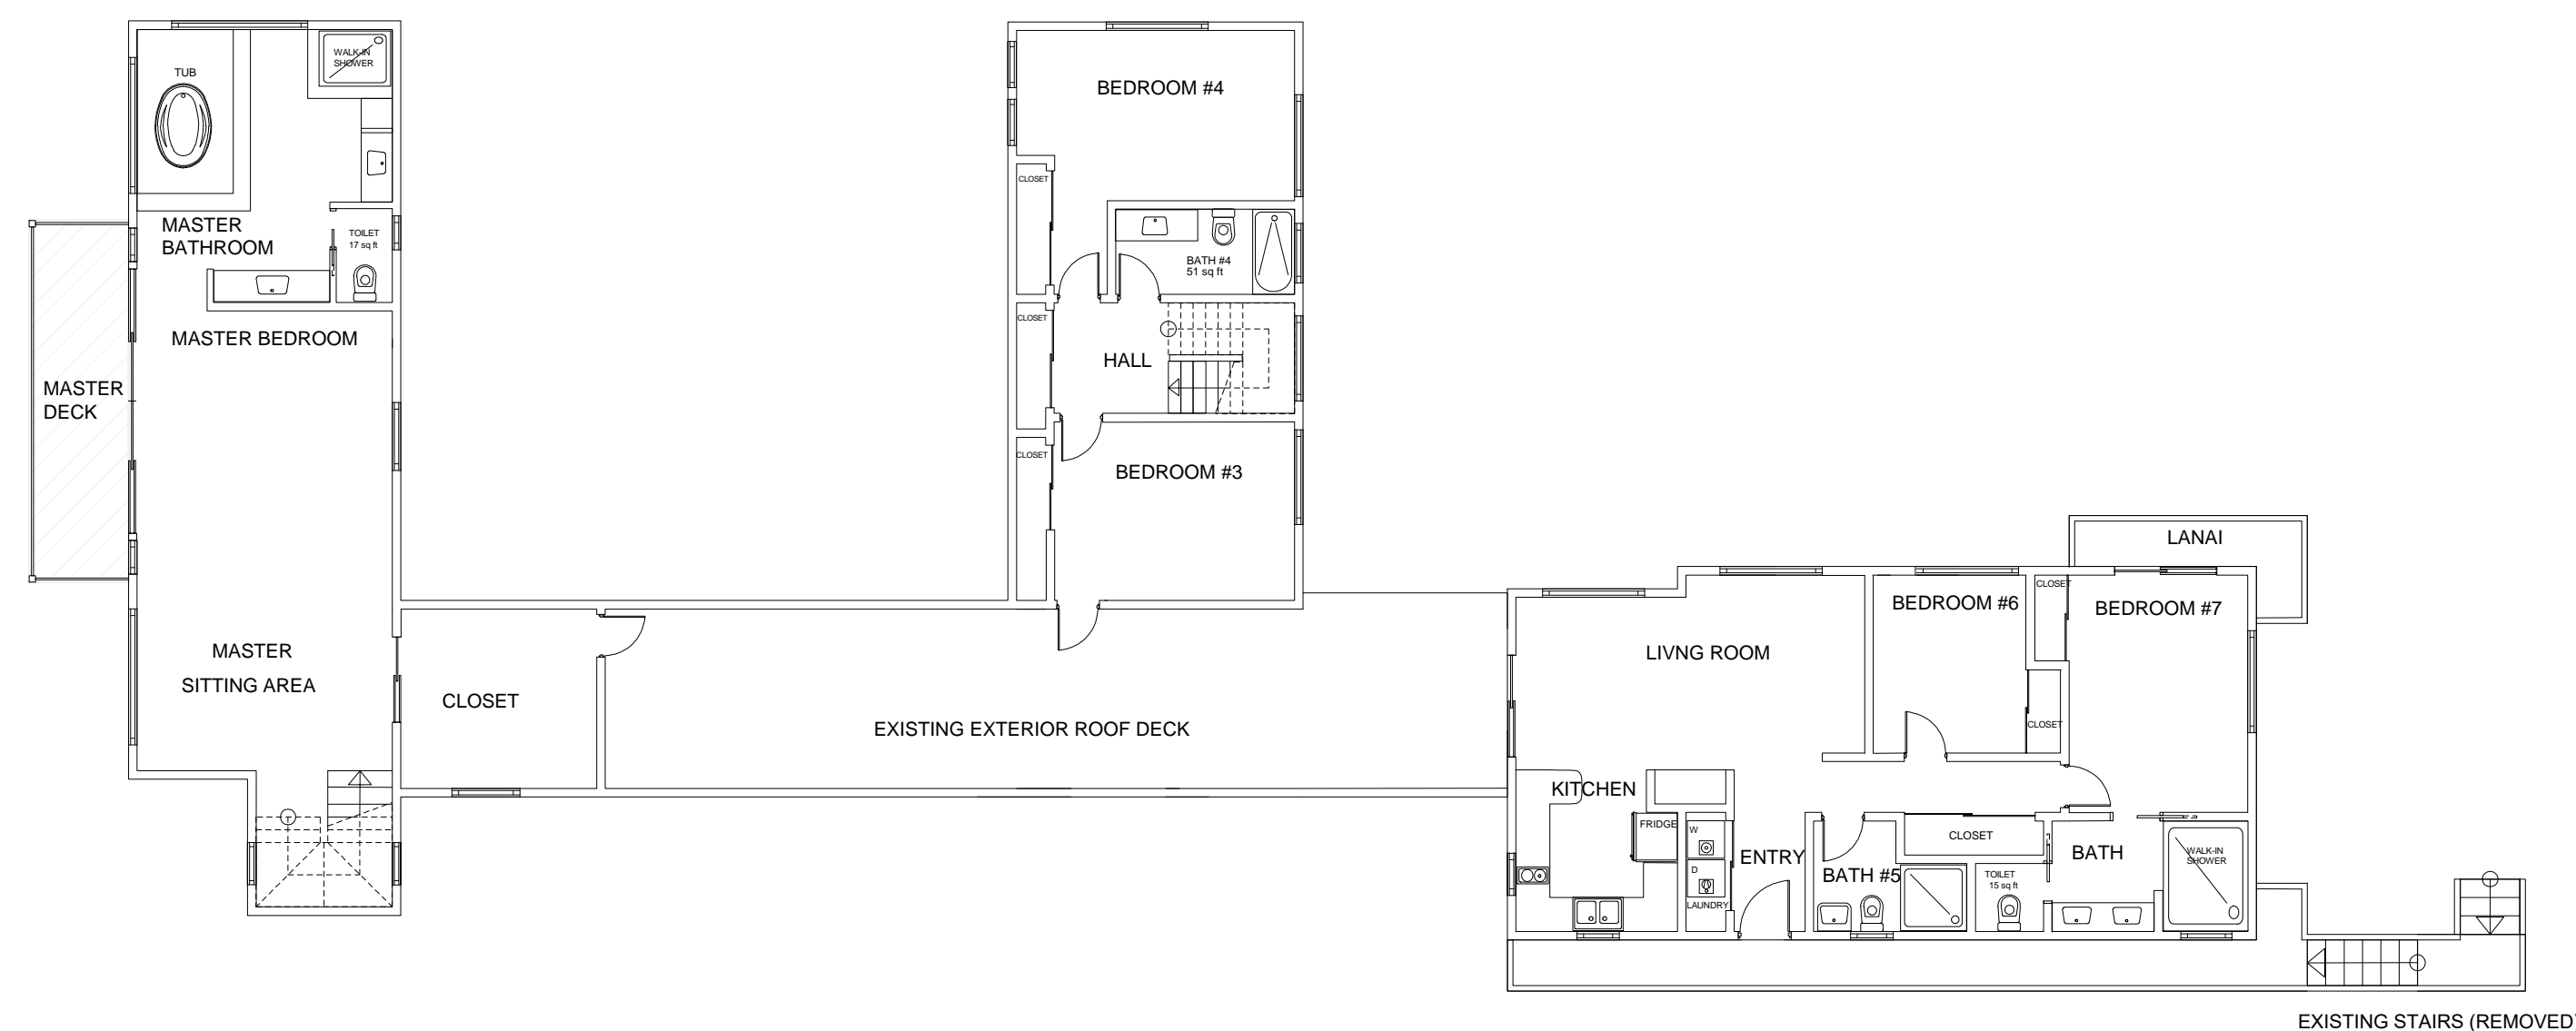 WALK-IN
SHOWER
TUB
MASTER
BATHROOM
TOILET
17 sq ft
MASTER BEDROOM
MASTER
DECK
MASTER
SITTING AREA
CLOSET
EXISTING EXTERIOR ROOF DECK
BEDROOM #4
CLOSET
BATH #4
51 sq ft
CLOSET
HALL
CLOSET
BEDROOM #3
LANAI
CLOSET
BEDROOM #6
BEDROOM #7
LIVNG ROOM
CLOSET
KITCHEN
FRIDGE
W
D
LAUNDRY
ENTRY
BATH #5
CLOSET
TOILET
15 sq ft
BATH
WALK-IN
SHOWER
EXISTING STAIRS (REMOVED)